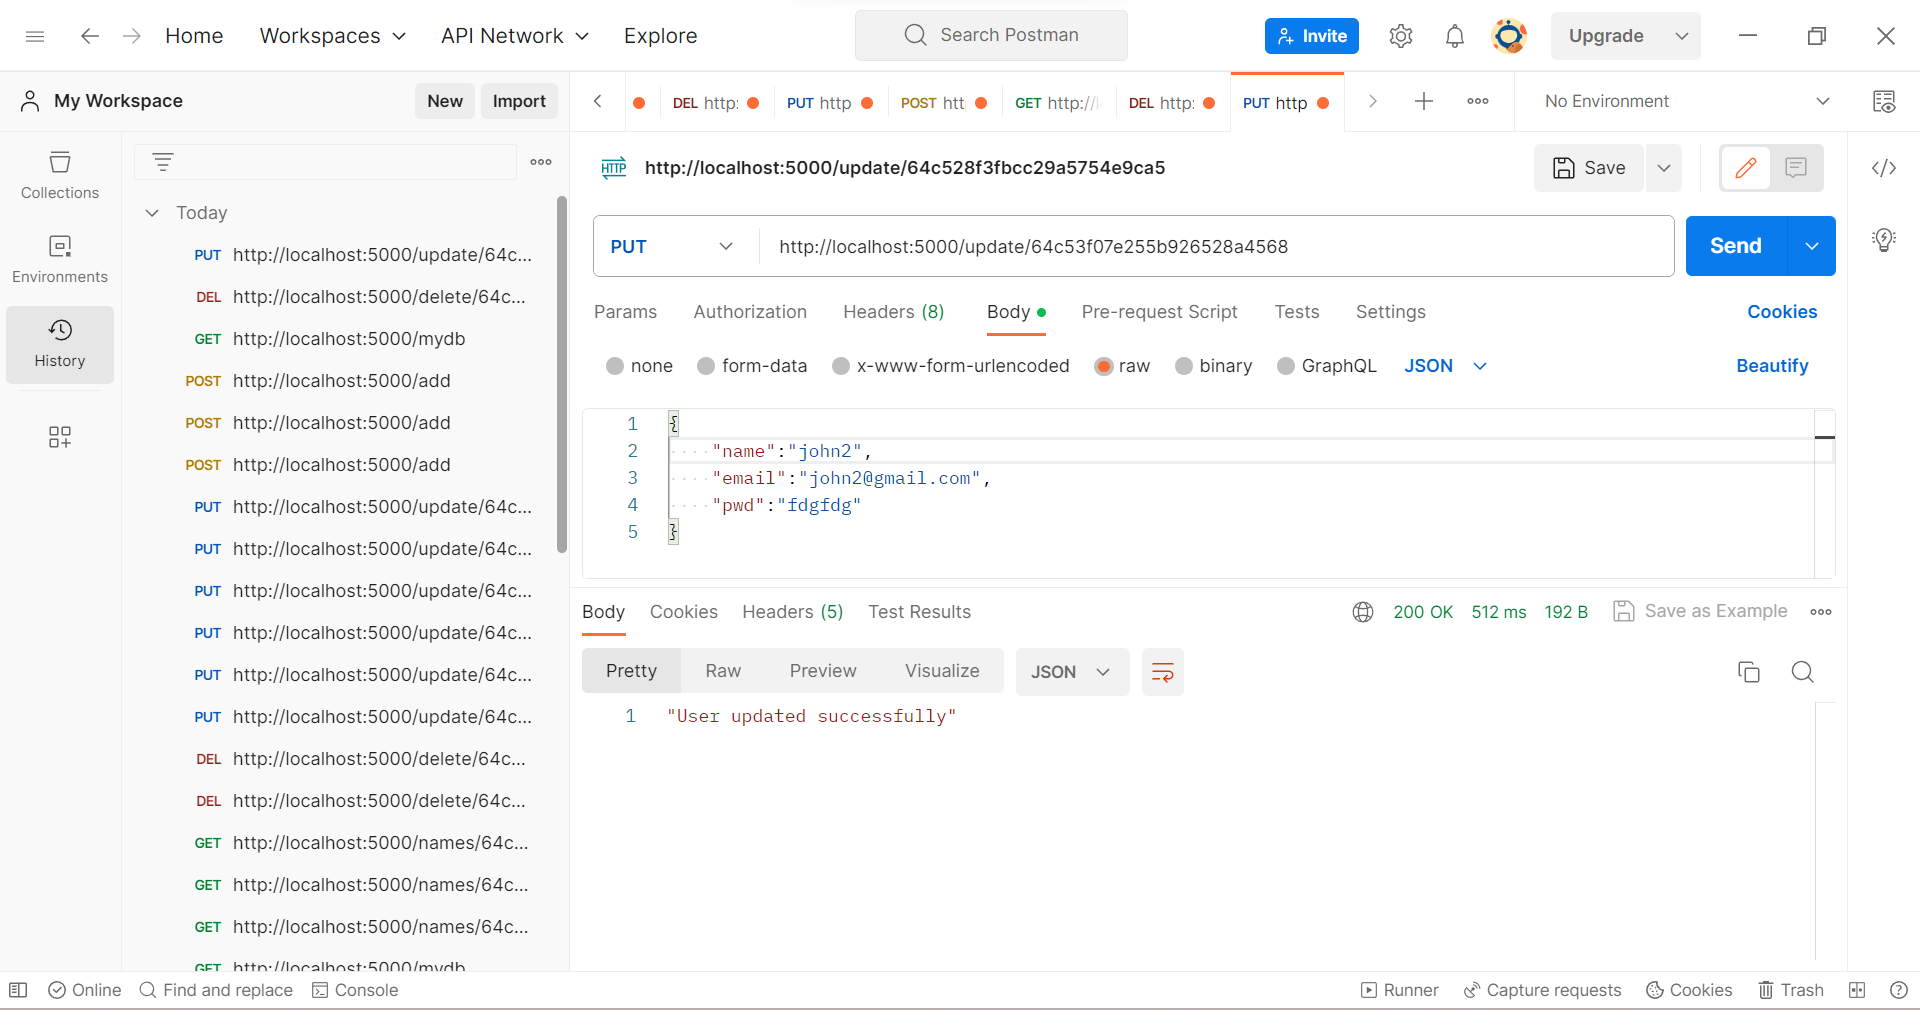 Home Workspaces API Network Explore Search Postman Invite Upgrade
My Workspace New Import DEL http: PUT http POST htt GET http:// DEL http: PUT http No Environment
Collections
Environments
History
Today
PUT http://localhost:5000/update/64c...
DEL http://localhost:5000/delete/64c...
GET http://localhost:5000/mydb
POST http://localhost:5000/add
POST http://localhost:5000/add
POST http://localhost:5000/add
PUT http://localhost:5000/update/64c...
PUT http://localhost:5000/update/64c...
PUT http://localhost:5000/update/64c...
PUT http://localhost:5000/update/64c...
PUT http://localhost:5000/update/64c...
PUT http://localhost:5000/update/64c...
DEL http://localhost:5000/delete/64c...
DEL http://localhost:5000/delete/64c...
GET http://localhost:5000/names/64c...
GET http://localhost:5000/names/64c...
GET http://localhost:5000/names/64c...
GET http://localhost:5000/mydb
HTTP http://localhost:5000/update/64c528f3fbcc29a5754e9ca5 Save
PUT http://localhost:5000/update/64c53f07e255b926528a4568 Send
Params Authorization Headers (8) Body Pre-request Script Tests Settings Cookies
none form-data x-www-form-urlencoded raw binary GraphQL JSON Beautify
1 {
2 "name":"john2",
3 "email":"john2@gmail.com",
4 "pwd":"fdgfdg"
5 }
Body Cookies Headers (5) Test Results 200 OK 512 ms 192 B Save as Example
Pretty Raw Preview Visualize JSON
1 "User updated successfully"
Online Find and replace Console Runner Capture requests Cookies Trash